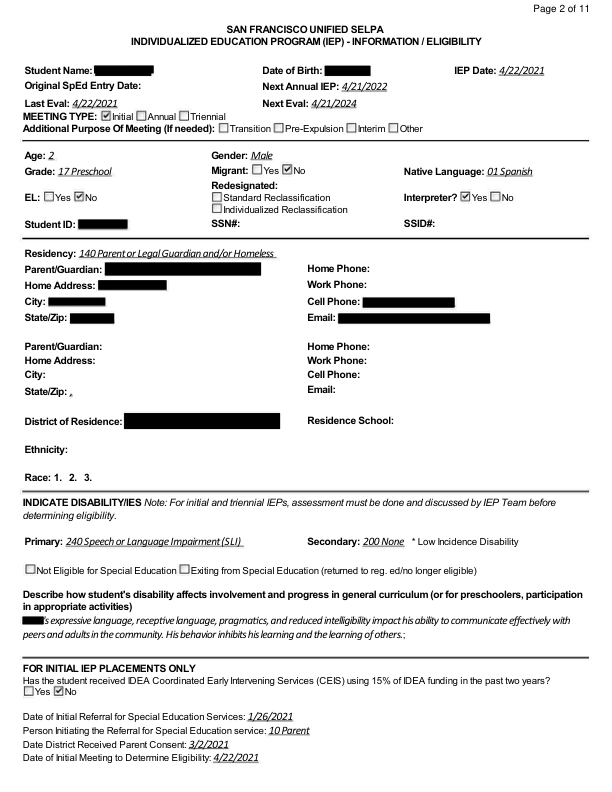 Page 2 of 11
SAN FRANCISCO UNIFIED SELPA
INDIVIDUALIZED EDUCATION PROGRAM (IEP) - INFORMATION / ELIGIBILITY
Student Name: Date of Birth: IEP Date: 4/22/2021
Original SpEd Entry Date: Next Annual IEP: 4/21/2022
Last Eval: 4/22/2021 Next Eval: 4/21/2024
MEETING TYPE: Initial Annual Triennial
Additional Purpose Of Meeting (If needed): Transition Pre-Expulsion Interim Other
Age: 2 Gender: Male
Grade: 17 Preschool Migrant: Yes No Native Language: 01 Spanish
Redesignated:
EL: Yes No Standard Reclassification Interpreter? Yes No
Individualized Reclassification
Student ID: SSN#: SSID#:
Residency: 140 Parent or Legal Guardian and/or Homeless
Parent/Guardian: Home Phone:
Home Address: Work Phone:
City: Cell Phone:
State/Zip: Email:
Parent/Guardian: Home Phone:
Home Address: Work Phone:
City: Cell Phone:
State/Zip: , Email:
District of Residence: Residence School:
Ethnicity:
Race: 1. 2. 3.
INDICATE DISABILITY/IES Note: For initial and triennial IEPs, assessment must be done and discussed by IEP Team before
determining eligibility.
Primary: 240 Speech or Language Impairment (SLI) Secondary: 200 None * Low Incidence Disability
Not Eligible for Special Education Exiting from Special Education (returned to reg. ed/no longer eligible)
Describe how student's disability affects involvement and progress in general curriculum (or for preschoolers, participation
in appropriate activities)
's expressive language, receptive language, pragmatics, and reduced intelligibility impact his ability to communicate effectively with
peers and adults in the community. His behavior inhibits his learning and the learning of others.;
FOR INITIAL IEP PLACEMENTS ONLY
Has the student received IDEA Coordinated Early Intervening Services (CEIS) using 15% of IDEA funding in the past two years?
Yes No
Date of Initial Referral for Special Education Services: 1/26/2021
Person Initiating the Referral for Special Education service: 10 Parent
Date District Received Parent Consent: 3/2/2021
Date of Initial Meeting to Determine Eligibility: 4/22/2021